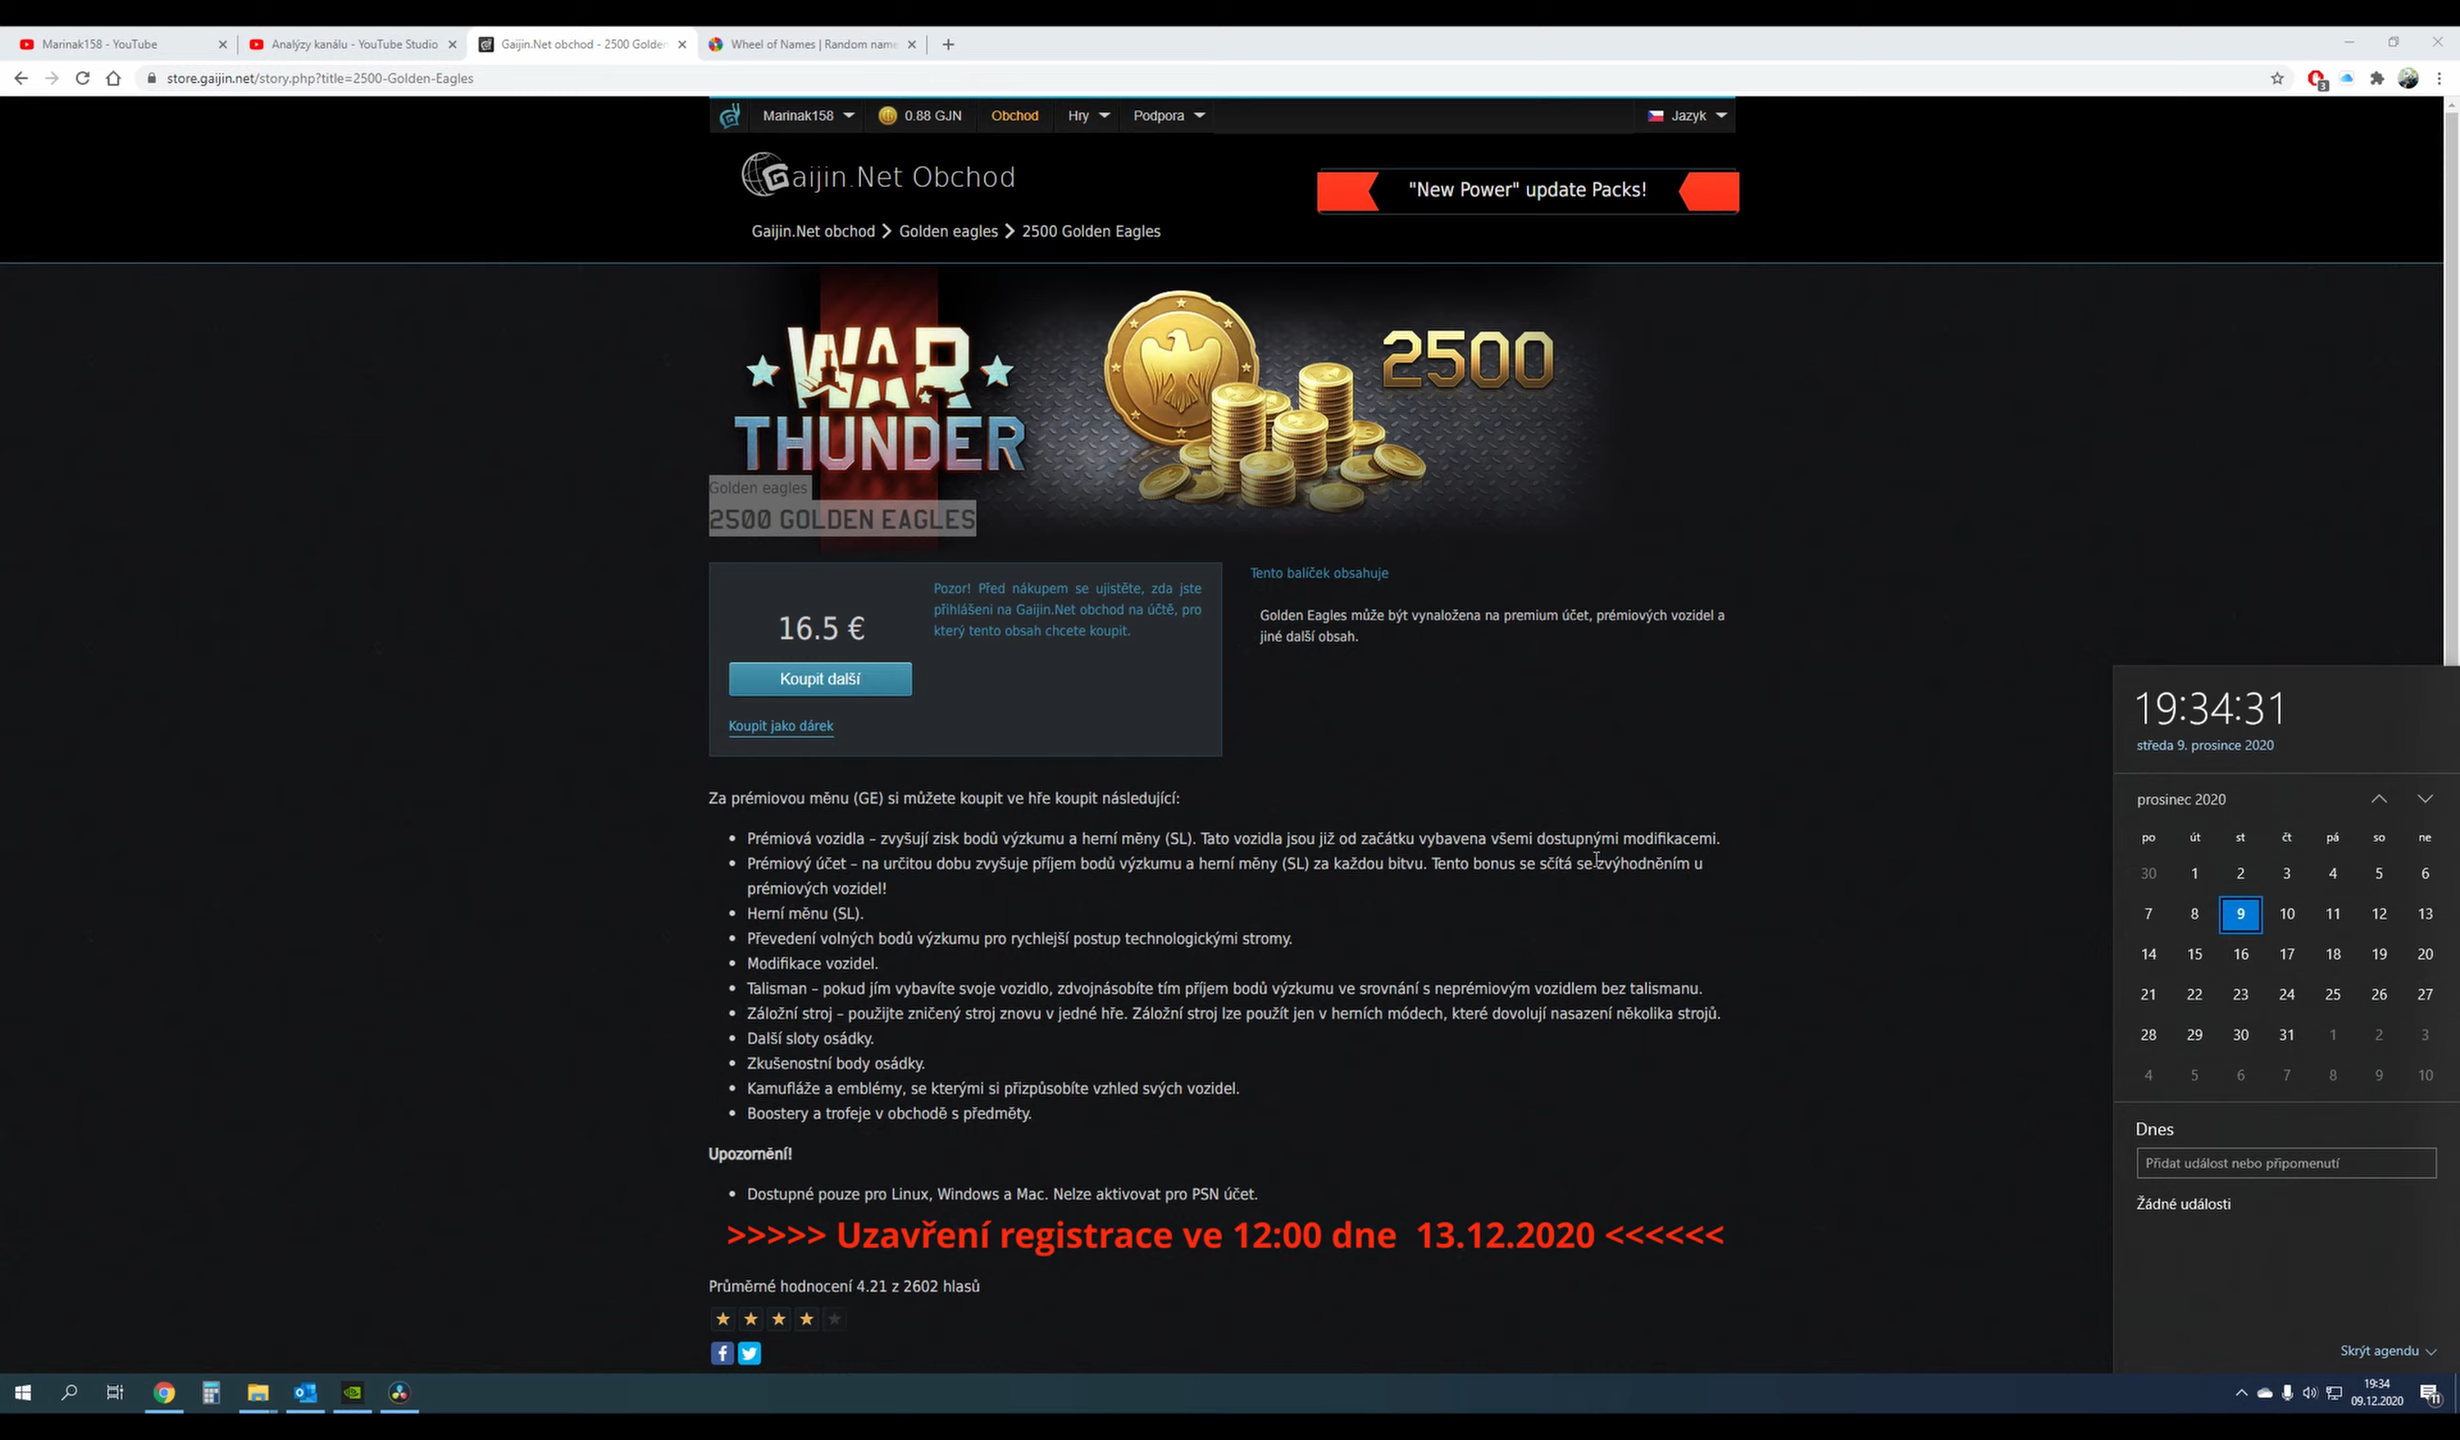 Marinak158 - YouTube
Analýzy kanálu - YouTube Studio
Gaijin.Net obchod - 2500 Golden
Wheel of Names | Random name
store.gaijin.net/story.php?title=2500-Golden-Eagles
3
Marinak158
0.88 GJN
Obchod
Hry
Podpora
Jazyk
Gaijin.Net Obchod
"New Power" update Packs!
Gaijin.Net obchod > Golden eagles > 2500 Golden Eagles
WAR
THUNDER
2500
Golden eagles
2500 GOLDEN EAGLES
16.5 €
Koupit další
Koupit jako dárek
Pozor! Před nákupem se ujistěte, zda jste
přihlášeni na Gaijin.Net obchod na účtě, pro
který tento obsah chcete koupit.
Tento balíček obsahuje
Golden Eagles může být vynaložena na premium účet, prémiových vozidel a
jiné další obsah.
Za prémiovou měnu (GE) si můžete koupit ve hře koupit následující:
• Prémiová vozidla – zvyšují zisk bodů výzkumu a herní měny (SL). Tato vozidla jsou již od začátku vybavena všemi dostupnými modifikacemi.
• Prémiový účet – na určitou dobu zvyšuje příjem bodů výzkumu a herní měny (SL) za každou bitvu. Tento bonus se sčítá se zvýhodněním u
prémiových vozidel!
• Herní měnu (SL).
• Převedení volných bodů výzkumu pro rychlejší postup technologickými stromy.
• Modifikace vozidel.
• Talisman – pokud jím vybavíte svoje vozidlo, zdvojnásobíte tím příjem bodů výzkumu ve srovnání s neprémiovým vozidlem bez talismanu.
• Záložní stroj – použijte zničený stroj znovu v jedné hře. Záložní stroj lze použít jen v herních módech, které dovolují nasazení několika strojů.
• Další sloty osádky.
• Zkušenostní body osádky.
• Kamufláže a emblémy, se kterými si přizpůsobíte vzhled svých vozidel.
• Boostery a trofeje v obchodě s předměty.
Upozornění!
• Dostupné pouze pro Linux, Windows a Mac. Nelze aktivovat pro PSN účet.
>>>>> Uzavření registrace ve 12:00 dne 13.12.2020 <<<<<<
Průměrné hodnocení 4.21 z 2602 hlasů
19:34:31
středa 9. prosince 2020
prosinec 2020
po út st čt pá so ne
30 1 2 3 4 5 6
7 8 9 10 11 12 13
14 15 16 17 18 19 20
21 22 23 24 25 26 27
28 29 30 31 1 2 3
4 5 6 7 8 9 10
Dnes
Přidat událost nebo připomenutí
Žádné události
Skrýt agendu
19:34
09.12.2020
11